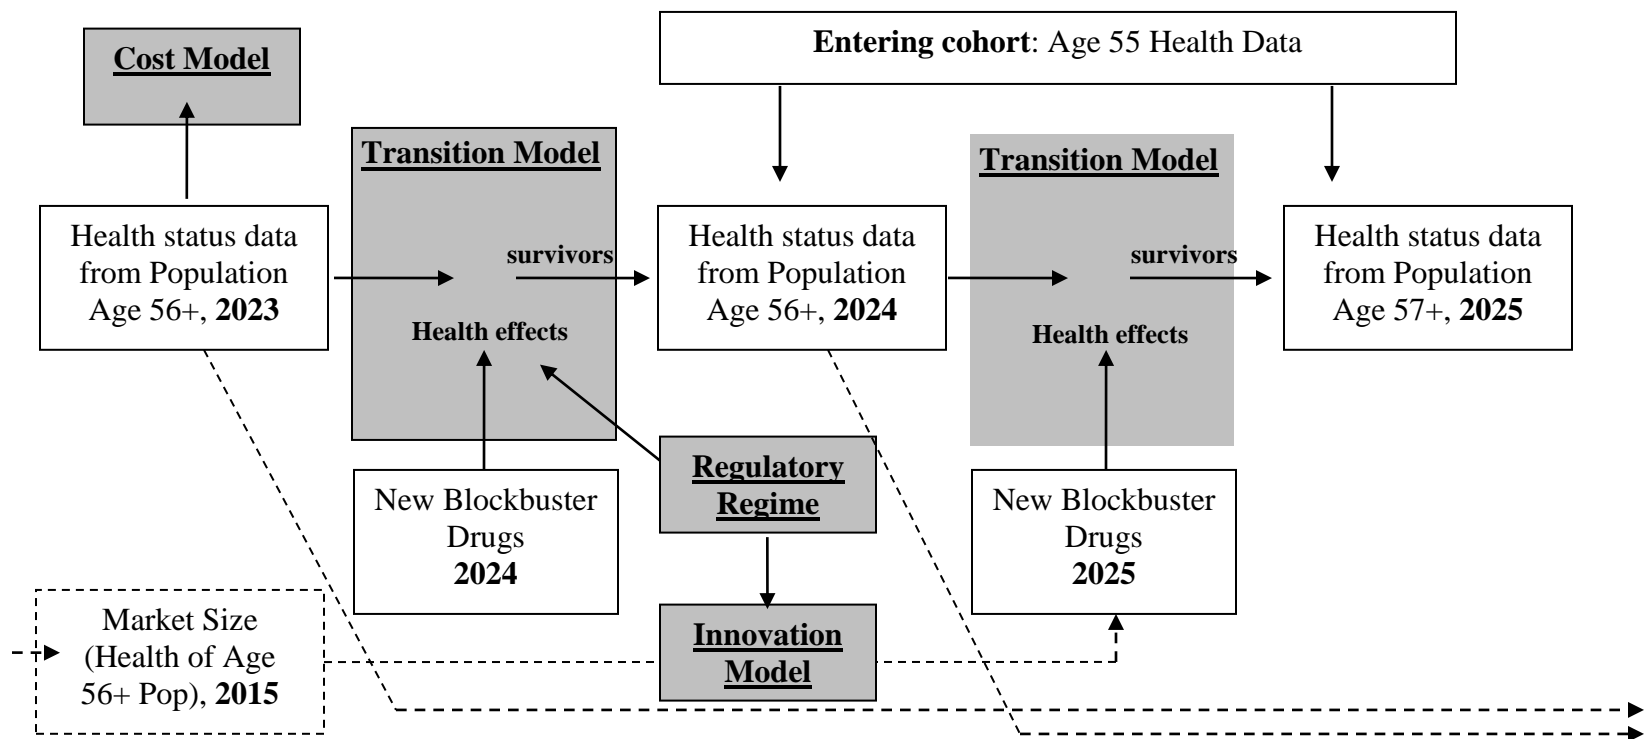 Cost Model
Entering cohort: Age 55 Health Data
Transition Model
Transition Model
Health status data
from Population
Age 56+, 2023
survivors
Health effects
Health status data
from Population
Age 56+, 2024
survivors
Health effects
Health status data
from Population
Age 57+, 2025
New Blockbuster
Drugs
2024
Regulatory
Regime
New Blockbuster
Drugs
2025
Market Size
(Health of Age
56+ Pop), 2015
Innovation
Model